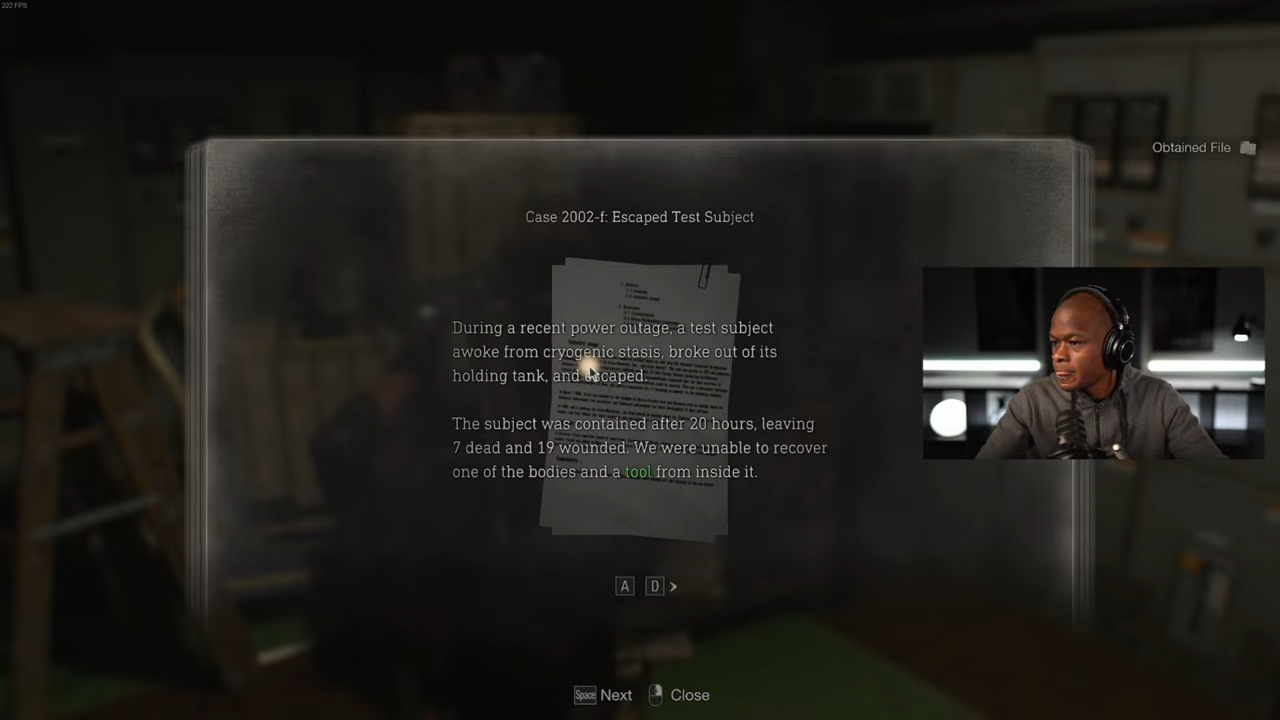 222 FPS
Obtained File
Case 2002-f: Escaped Test Subject
During a recent power outage, a test subject
awoke from cryogenic stasis, broke out of its
holding tank, and escaped.
The subject was contained after 20 hours, leaving
7 dead and 19 wounded. We were unable to recover
one of the bodies and a tool from inside it.
A D >
Space Next Close